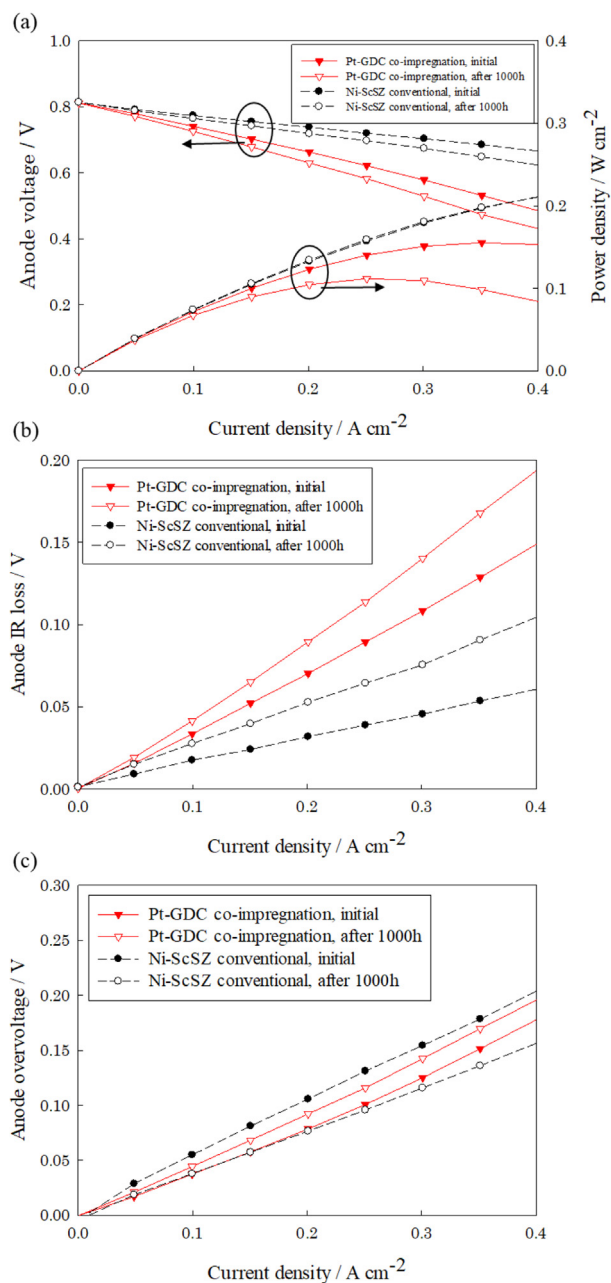 (a)
1.0
0.8
0.6
0.4
0.2
0.0
Anode voltage / V
Pt-GDC co-impregnation, initial
Pt-GDC co-impregnation, after 1000h
Ni-ScSZ conventional, initial
Ni-ScSZ conventional, after 1000h
0.4
0.3
0.2
0.1
0.0
Power density / W cm-2
0.0 0.1 0.2 0.3 0.4
Current density / A cm-2
(b)
0.20
0.15
0.10
0.05
0.00
Anode IR loss / V
Pt-GDC co-impregnation, initial
Pt-GDC co-impregnation, after 1000h
Ni-ScSZ conventional, initial
Ni-ScSZ conventional, after 1000h
0.0 0.1 0.2 0.3 0.4
Current density / A cm-2
(c)
0.30
0.25
0.20
0.15
0.10
0.05
0.00
Anode overvoltage / V
Pt-GDC co-impregnation, initial
Pt-GDC co-impregnation, after 1000h
Ni-ScSZ conventional, initial
Ni-ScSZ conventional, after 1000h
0.0 0.1 0.2 0.3 0.4
Current density / A cm-2